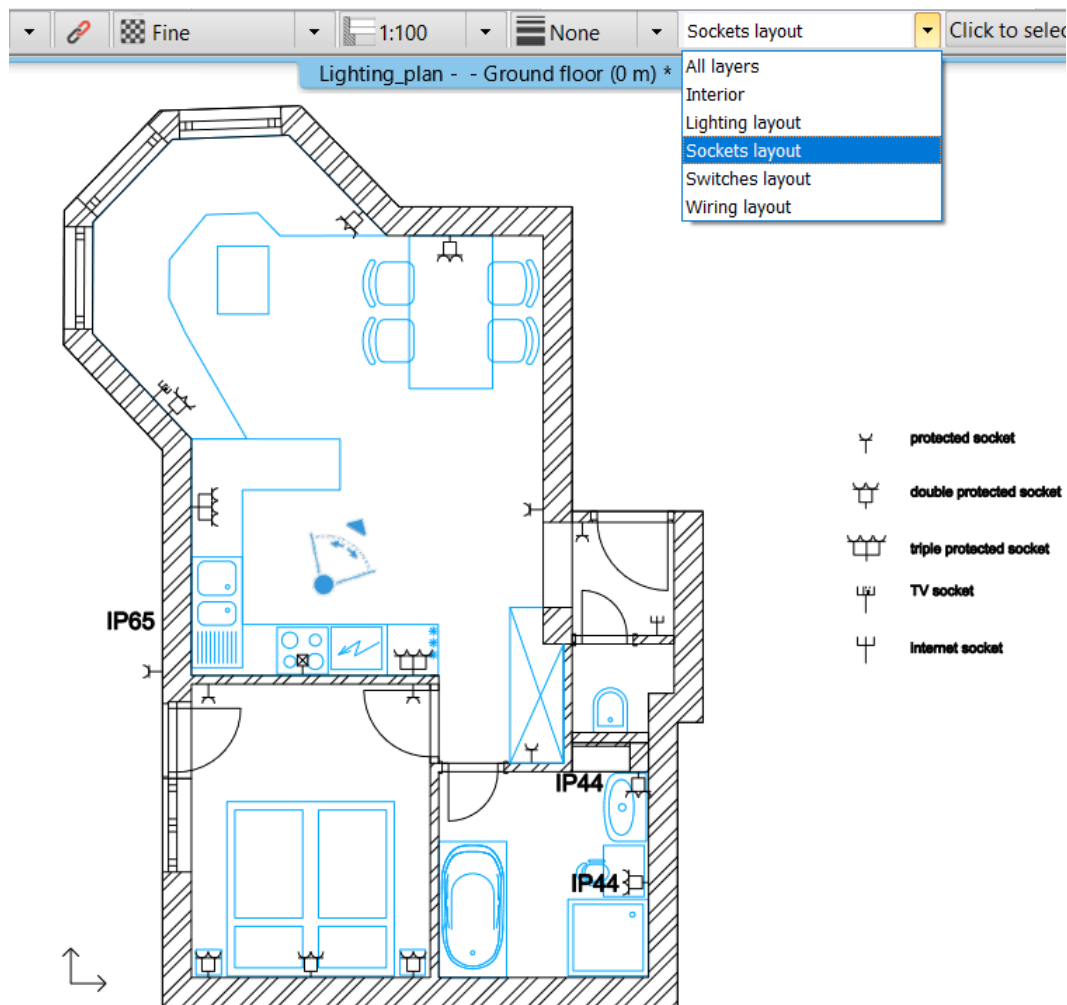 Fine
1:100
None
Sockets layout
Click to selec
Lighting_plan - - Ground floor (0 m) *
All layers
Interior
Lighting layout
Sockets layout
Switches layout
Wiring layout
protected socket
double protected socket
triple protected socket
TV socket
internet socket
IP65
IP44
IP44